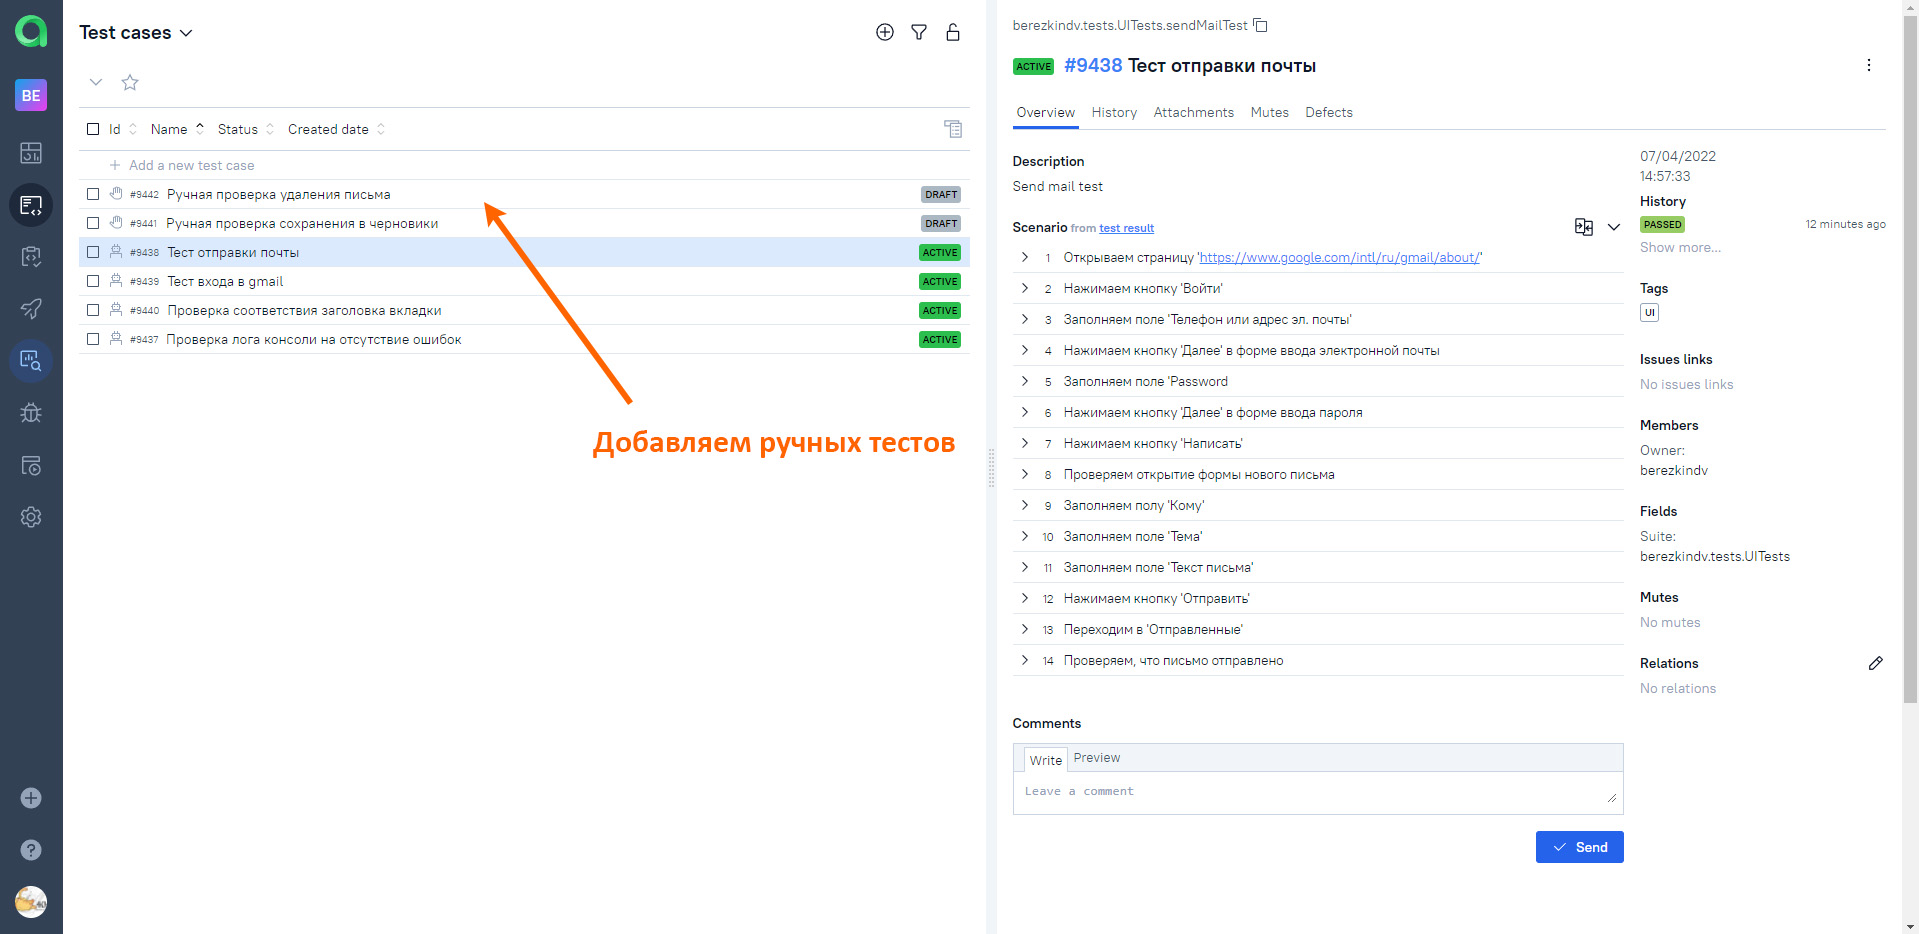 BE
Test cases
Id Name Status Created date
Add a new test case
#9442 Ручная проверка удаления письма DRAFT
#9441 Ручная проверка сохранения в черновики DRAFT
#9438 Тест отправки почты ACTIVE
#9439 Тест входа в gmail ACTIVE
#9440 Проверка соответствия заголовка вкладки ACTIVE
#9437 Проверка лога консоли на отсутствие ошибок ACTIVE
Добавляем ручных тестов
berezkindv.tests.UITests.sendMailTest
ACTIVE #9438 Тест отправки почты
Overview History Attachments Mutes Defects
Description
Send mail test
Scenario from test result
1 Открываем страницу 'https://www.google.com/intl/ru/gmail/about/'
2 Нажимаем кнопку 'Войти'
3 Заполняем поле 'Телефон или адрес эл. почты'
4 Нажимаем кнопку 'Далее' в форме ввода электронной почты
5 Заполняем поле 'Password
6 Нажимаем кнопку 'Далее' в форме ввода пароля
7 Нажимаем кнопку 'Написать'
8 Проверяем открытие формы нового письма
9 Заполняем полу 'Кому'
10 Заполняем поле 'Тема'
11 Заполняем поле 'Текст письма'
12 Нажимаем кнопку 'Отправить'
13 Переходим в 'Отправленные'
14 Проверяем, что письмо отправлено
Comments
Write Preview
Leave a comment
Send
07/04/2022
14:57:33
History
PASSED 12 minutes ago
Show more...
Tags
UI
Issues links
No issues links
Members
Owner:
berezkindv
Fields
Suite:
berezkindv.tests.UITests
Mutes
No mutes
Relations
No relations